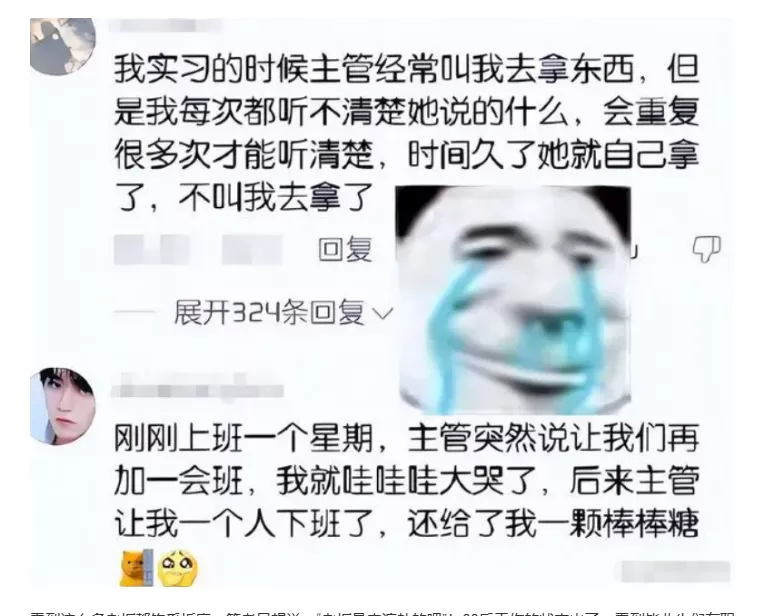 我实习的时候主管经常叫我去拿东西，但
是我每次都听不清楚她说的什么，会重复
很多次才能听清楚，时间久了她就自己拿
了，不叫我去拿了
回复
展开324条回复
刚刚上班一个星期，主管突然说让我们再
加一会班，我就哇哇哇大哭了，后来主管
让我一个人下班了，还给了我一颗棒棒糖